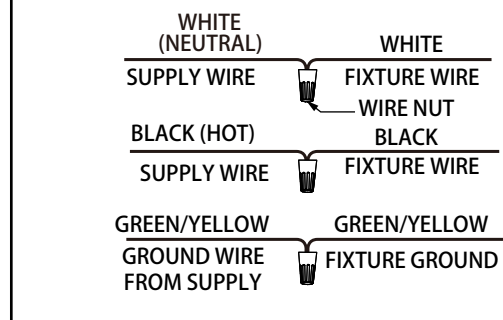 WHITE
(NEUTRAL)
WHITE
SUPPLY WIRE
FIXTURE WIRE
WIRE NUT
BLACK (HOT)
BLACK
SUPPLY WIRE
FIXTURE WIRE
GREEN/YELLOW
GREEN/YELLOW
GROUND WIRE
FROM SUPPLY
FIXTURE GROUND